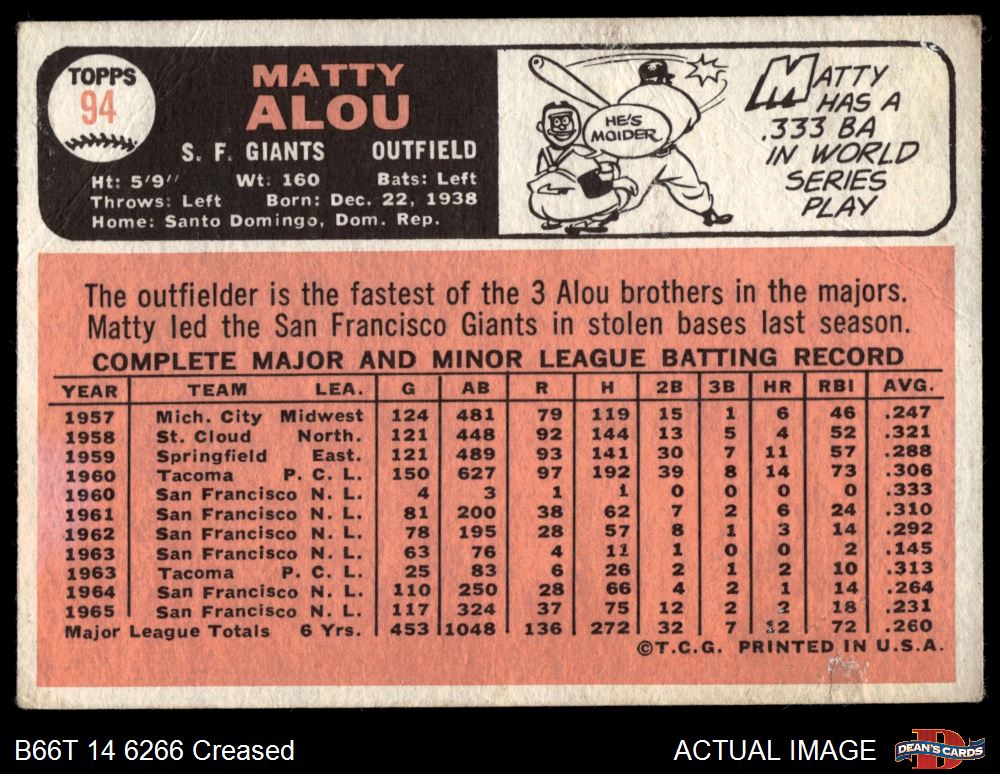 TOPPS
94
MATTY
ALOU
S. F. GIANTS OUTFIELD
Ht: 5'9" Wt: 160 Bats: Left
Throws: Left Born: Dec. 22, 1938
Home: Santo Domingo, Dom. Rep.
HE'S
MOIDER
MATTY
HAS A
.333 BA
IN WORLD
SERIES
PLAY
The outfielder is the fastest of the 3 Alou brothers in the majors.
Matty led the San Francisco Giants in stolen bases last season.
COMPLETE MAJOR AND MINOR LEAGUE BATTING RECORD
YEAR TEAM LEA. G AB R H 2B 3B HR RBI AVG.
1957 Mich. City Midwest 124 481 79 119 15 1 6 46 .247
1958 St. Cloud North. 121 448 92 144 13 5 4 52 .321
1959 Springfield East. 121 489 93 141 30 7 11 57 .288
1960 Tacoma P. C. L. 150 627 97 192 39 8 14 73 .306
1960 San Francisco N. L. 4 3 1 1 0 0 0 0 .333
1961 San Francisco N. L. 81 200 38 62 7 2 6 24 .310
1962 San Francisco N. L. 78 195 28 57 8 1 3 14 .292
1963 San Francisco N. L. 63 76 4 11 1 0 0 2 .145
1963 Tacoma P. C. L. 25 83 6 26 2 1 2 10 .313
1964 San Francisco N. L. 110 250 28 66 4 2 1 14 .264
1965 San Francisco N. L. 117 324 37 75 12 2 2 18 .231
Major League Totals 6 Yrs. 453 1048 136 272 32 7 12 72 .260
©T.C.G. PRINTED IN U.S.A.
B66T 14 6266 Creased
ACTUAL IMAGE
DEAN'S CARDS